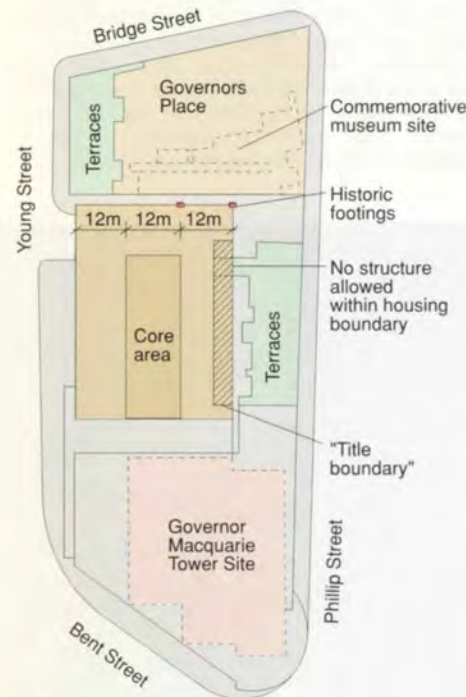 Bridge Street
Governors
Place
Commemorative
museum site
Terraces
Young Street
Historic
footings
12m
12m
12m
No structure
allowed
within housing
boundary
Core
area
Terraces
"Title
boundary"
Governor
Macquarie
Tower Site
Phillip Street
Bent Street